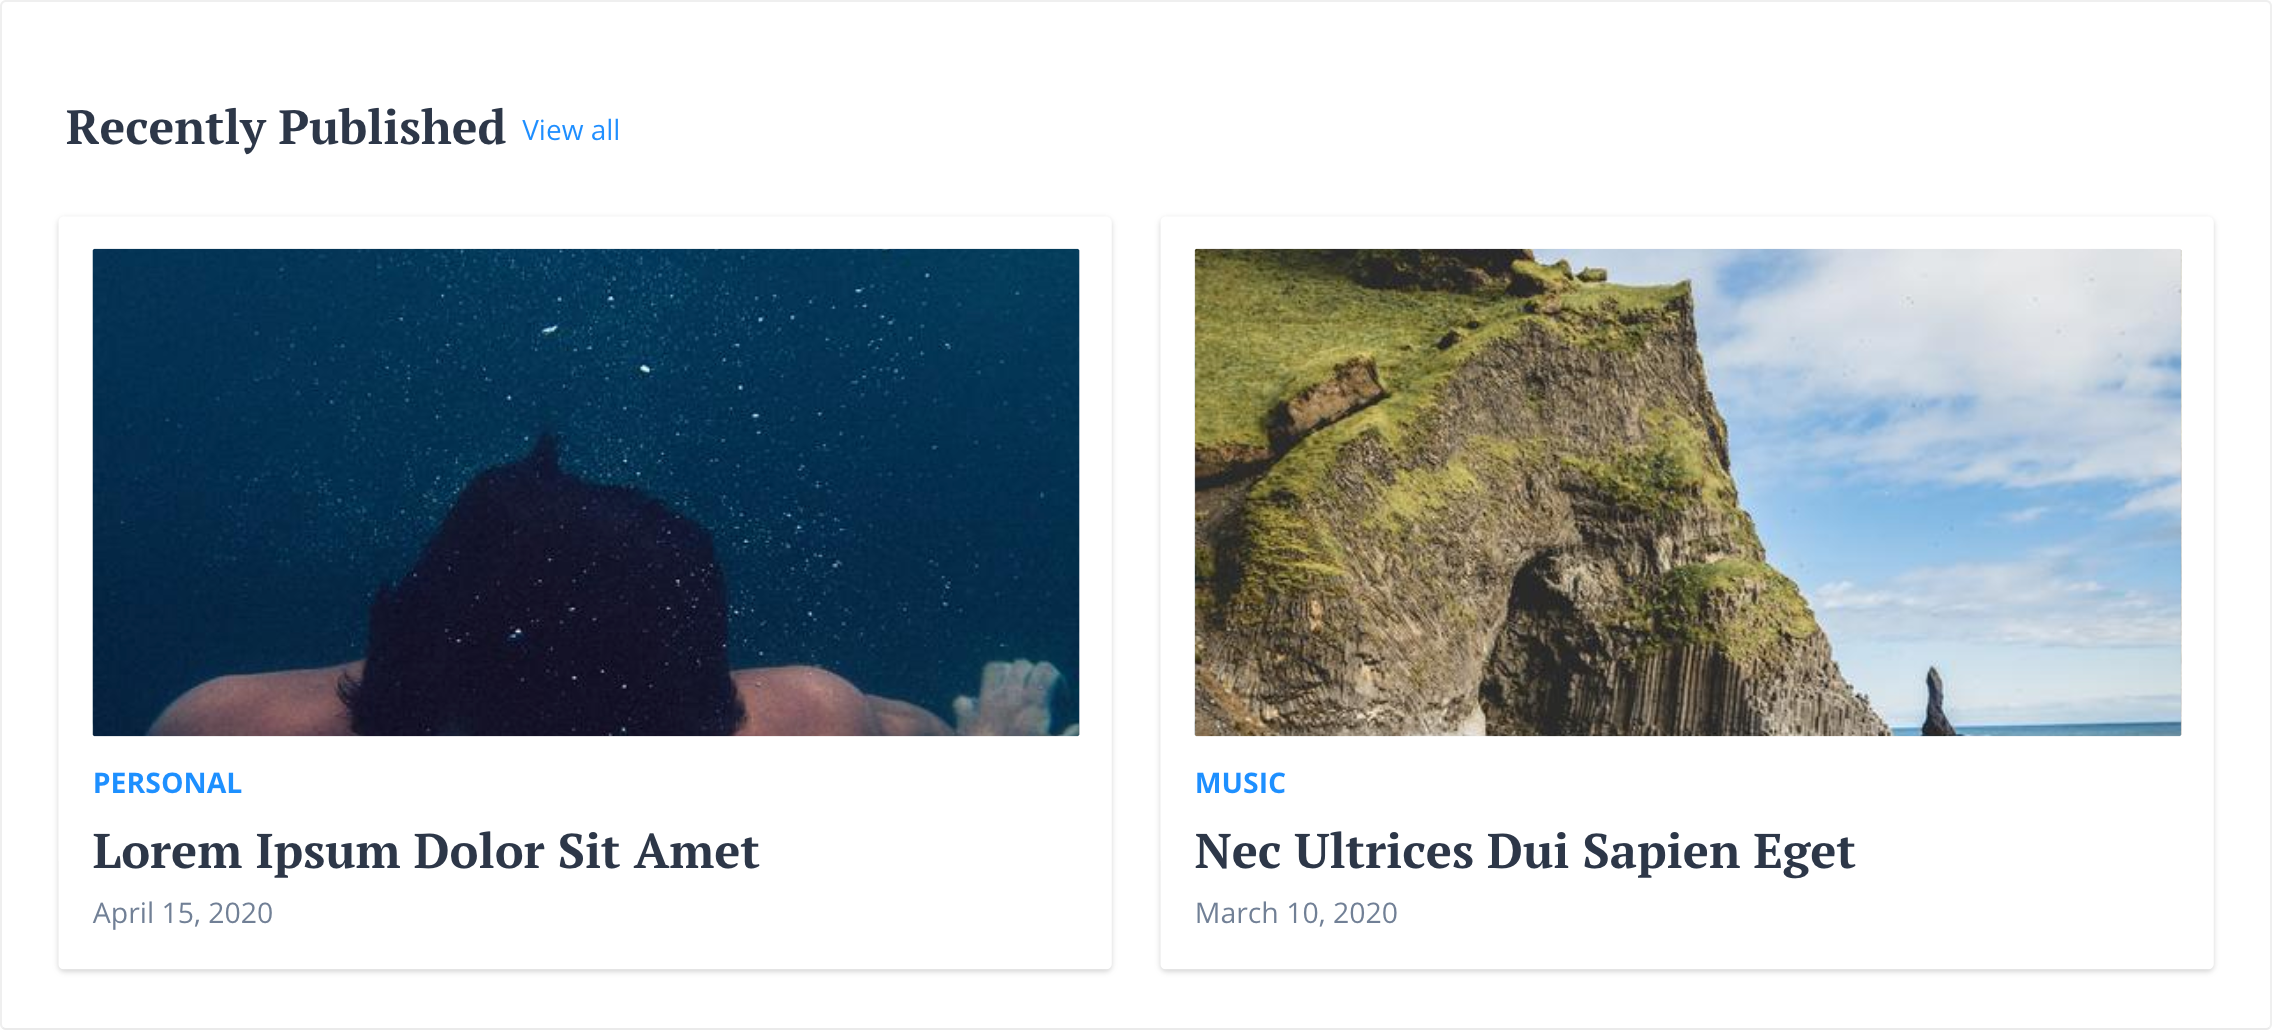 Recently Published View all
PERSONAL
Lorem Ipsum Dolor Sit Amet
April 15, 2020
MUSIC
Nec Ultrices Dui Sapien Eget
March 10, 2020